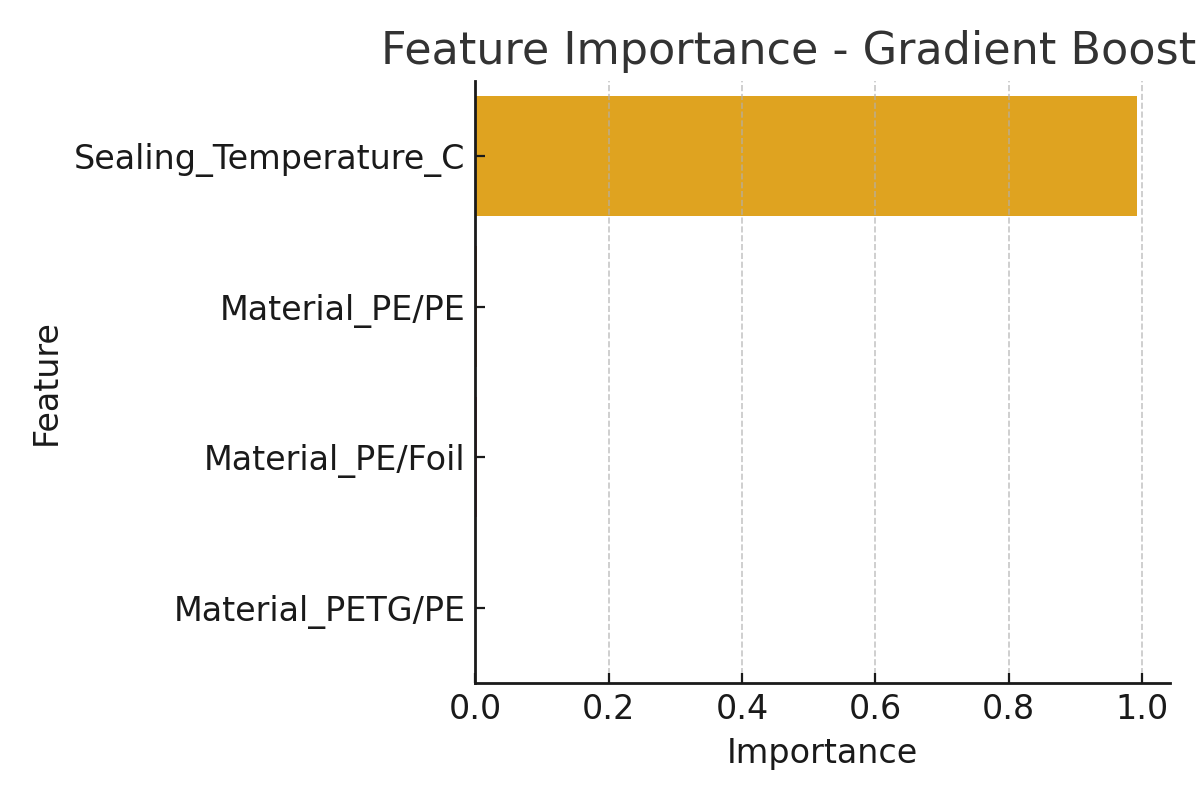 Feature Importance - Gradient Boost
Sealing_Temperature_C
Material_PE/PE
Material_PE/Foil
Material_PETG/PE
Feature
0.0 0.2 0.4 0.6 0.8 1.0
Importance